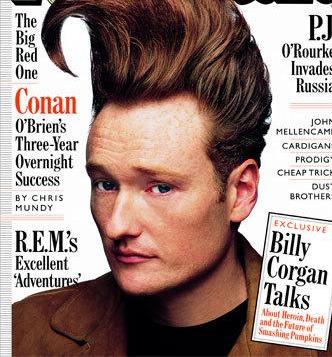 The
Big
Red
One
Conan
O'Brien's
Three-Year
Overnight
Success
BY CHRIS
MUNDY
R.E.M.'s
Excellent
'Adventures'
P.J.
O'Rourke
Invades
Russia
JOHN
MELLENCAMP
CARDIGANS
PRODIGY
CHEAP TRICK
DUST
BROTHERS
EXCLUSIVE
Billy
Corgan
Talks
About Heroin, Death
and the Future of
Smashing Pumpkins